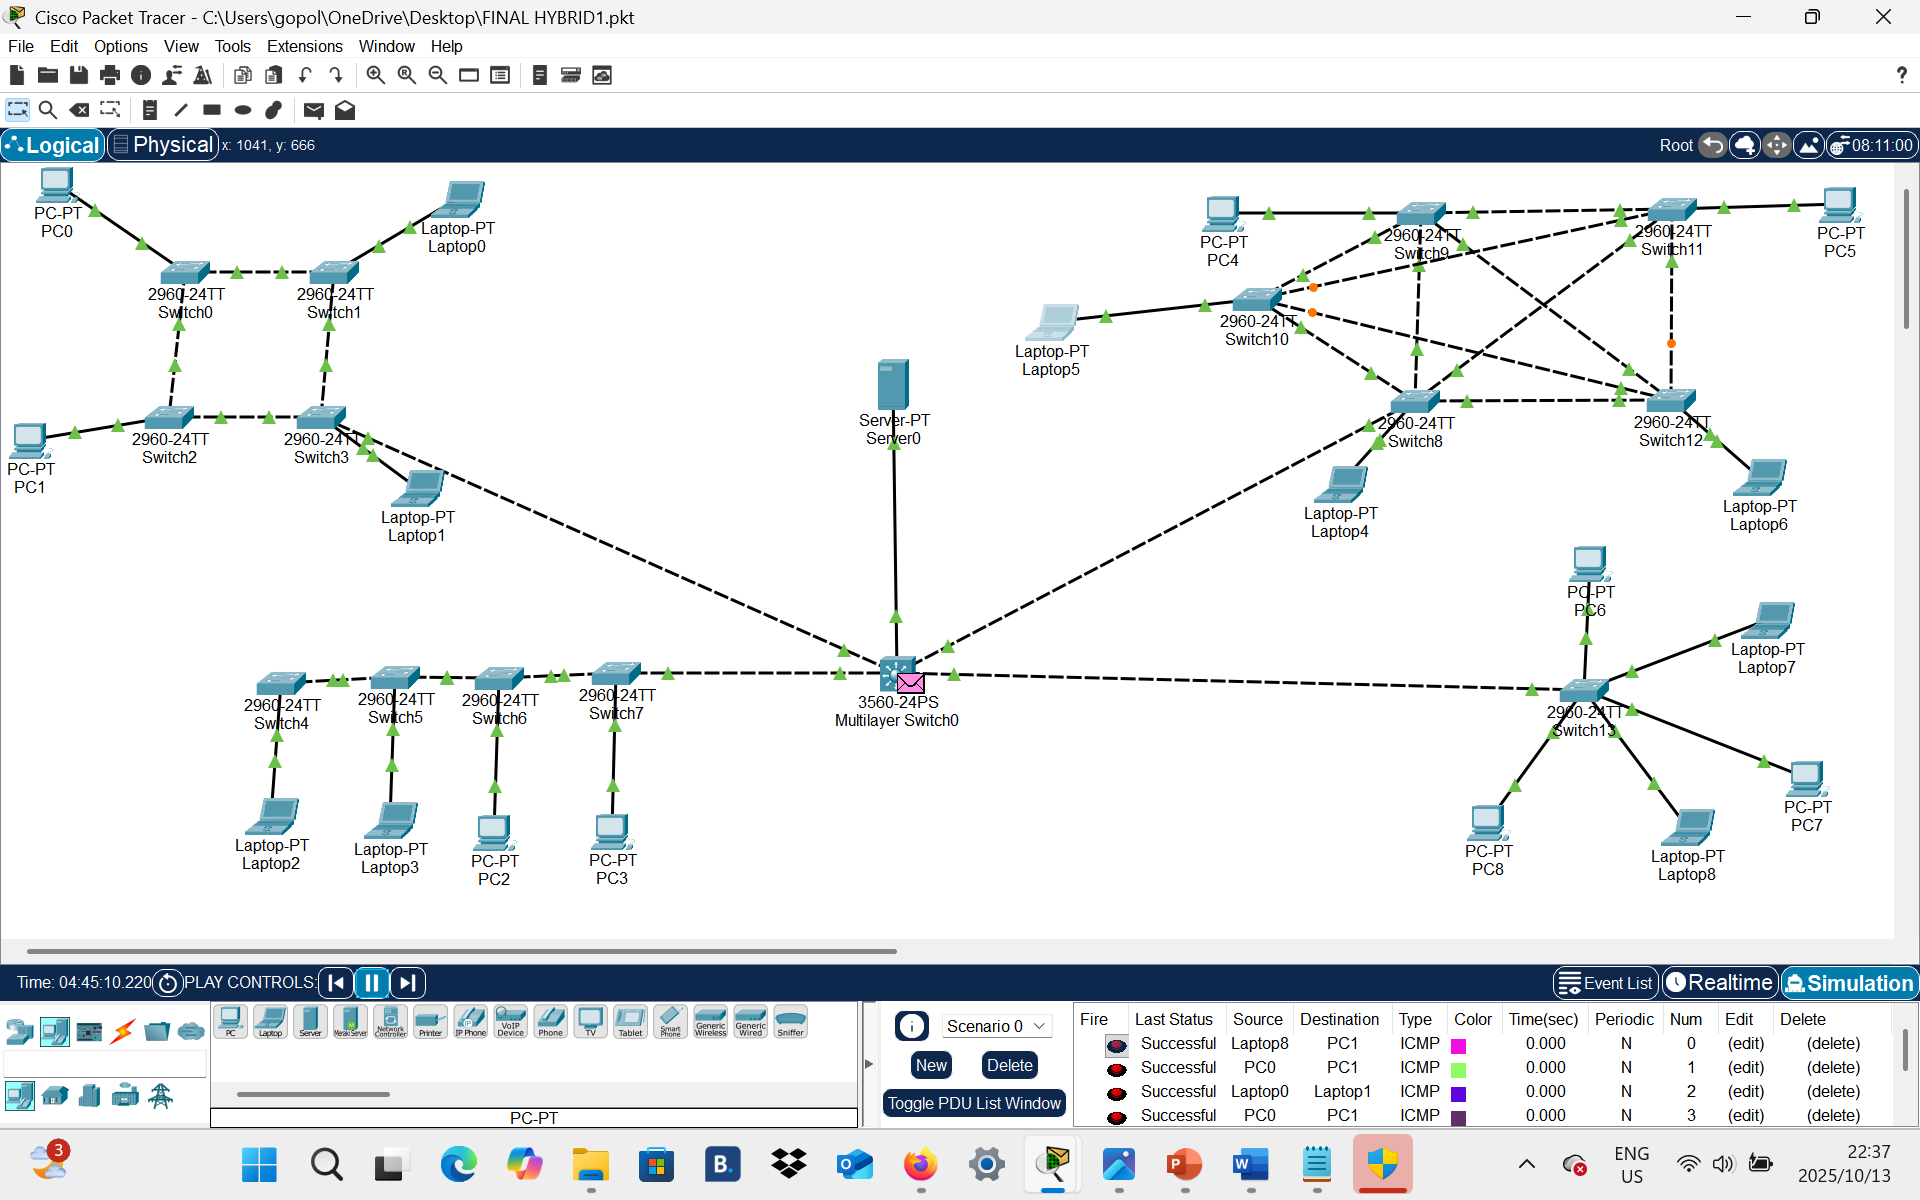 Cisco Packet Tracer - C:\Users\gopol\OneDrive\Desktop\FINAL HYBRID1.pkt
File Edit Options View Tools Extensions Window Help
?
Logical Physical x: 1041, y: 666 Root 08:11:00
PC-PT
PC0
Laptop-PT
Laptop0
2960-24TT
Switch0
2960-24TT
Switch1
PC-PT
PC1
2960-24TT
Switch2
2960-24TT
Switch3
Laptop-PT
Laptop1
Server-PT
Server0
PC-PT
PC4
2960-24TT
Switch9
2960-24TT
Switch11
PC-PT
PC5
Laptop-PT
Laptop5
2960-24TT
Switch10
2960-24TT
Switch8
2960-24TT
Switch12
Laptop-PT
Laptop4
Laptop-PT
Laptop6
2960-24TT
Switch4
2960-24TT
Switch5
2960-24TT
Switch6
2960-24TT
Switch7
3560-24PS
Multilayer Switch0
PC-PT
PC6
Laptop-PT
Laptop7
2960-24TT
Switch13
PC-PT
PC7
PC-PT
PC8
Laptop-PT
Laptop8
Laptop-PT
Laptop2
Laptop-PT
Laptop3
PC-PT
PC2
PC-PT
PC3
Time: 04:45:10.220 PLAY CONTROLS: Event List Realtime Simulation
PC Laptop Server Meraki Server Network Controller Printer IP Phone VoIP Device Phone TV Tablet Smart Phone Generic Wireless Generic Wired Sniffer
PC-PT
Scenario 0
New Delete
Toggle PDU List Window
Fire Last Status Source Destination Type Color Time(sec) Periodic Num Edit Delete
Successful Laptop8 PC1 ICMP 0.000 N 0 (edit) (delete)
Successful PC0 PC1 ICMP 0.000 N 1 (edit) (delete)
Successful Laptop0 Laptop1 ICMP 0.000 N 2 (edit) (delete)
Successful PC0 PC1 ICMP 0.000 N 3 (edit) (delete)
3
B.
ENG
US
22:37
2025/10/13